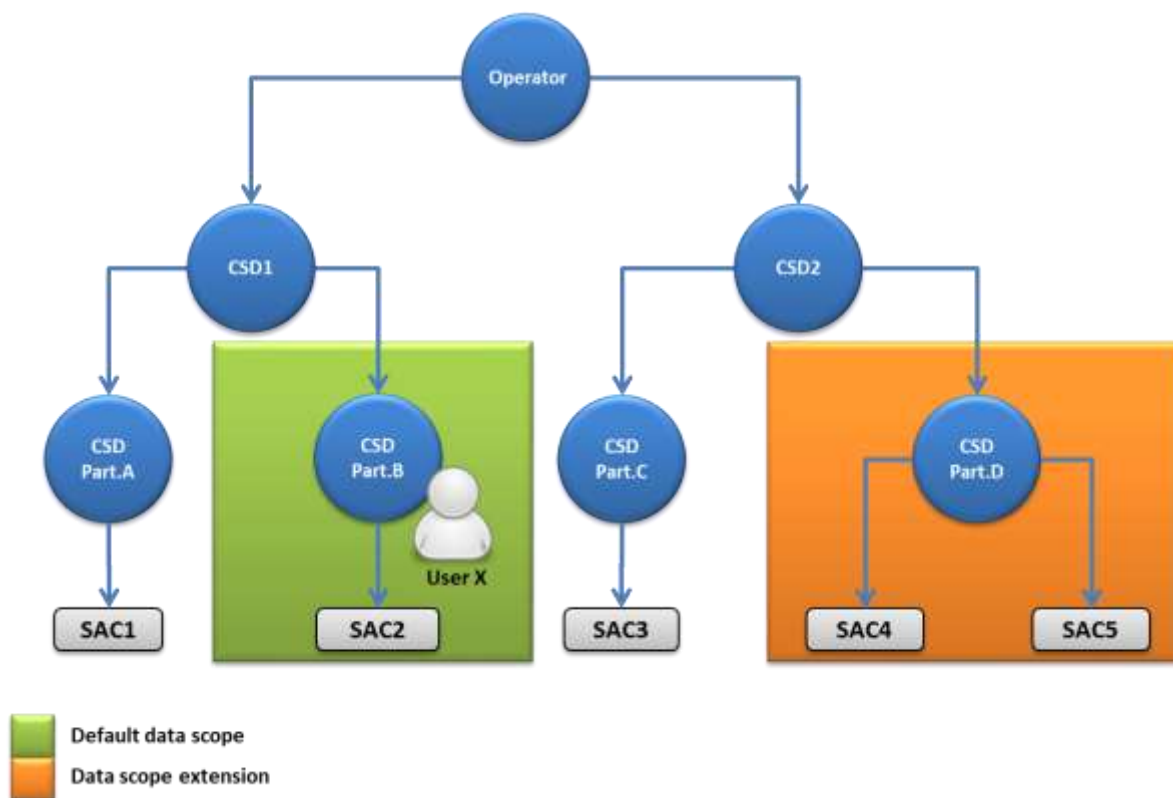 Operator
CSD1
CSD2
CSD
Part.A
CSD
Part.B
CSD
Part.C
CSD
Part.D
User X
SAC1
SAC2
SAC3
SAC4
SAC5
Default data scope
Data scope extension